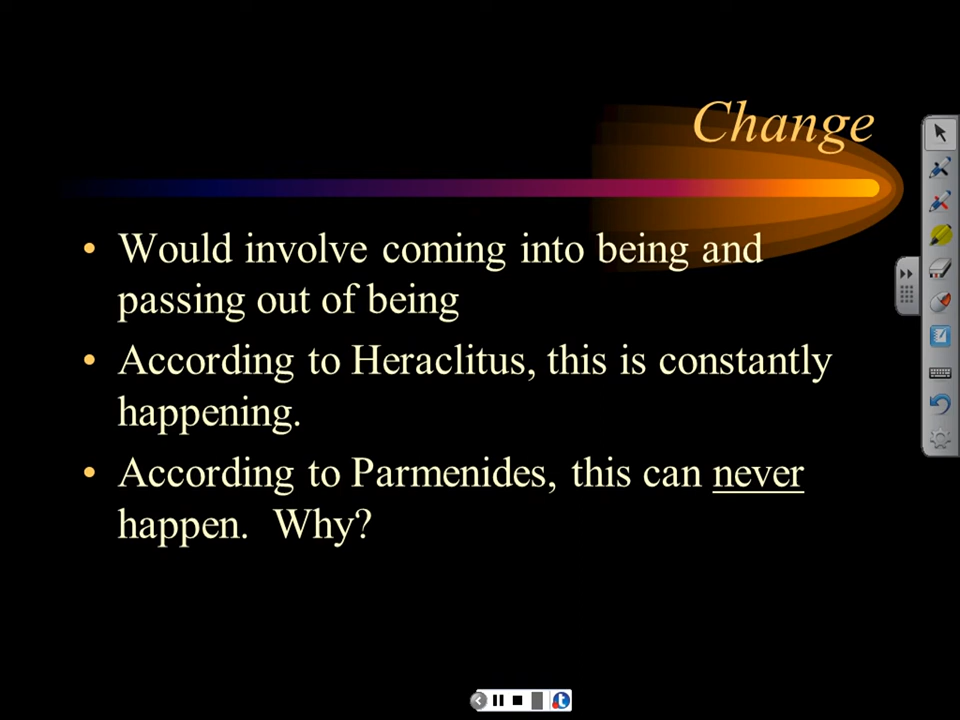 Change
• Would involve coming into being and
passing out of being
• According to Heraclitus, this is constantly
happening.
• According to Parmenides, this can never
happen.  Why?